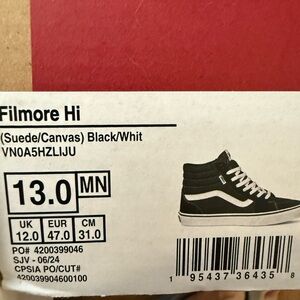 Filmore Hi
(Suede/Canvas) Black/Whit
VN0A5HZLIJU
13.0 MN
UK EUR CM
12.0 47.0 31.0
PO# 4200399046
SJV - 06/24
CPSIA PO/CUT#
420039904600100
1 95437 36435 8